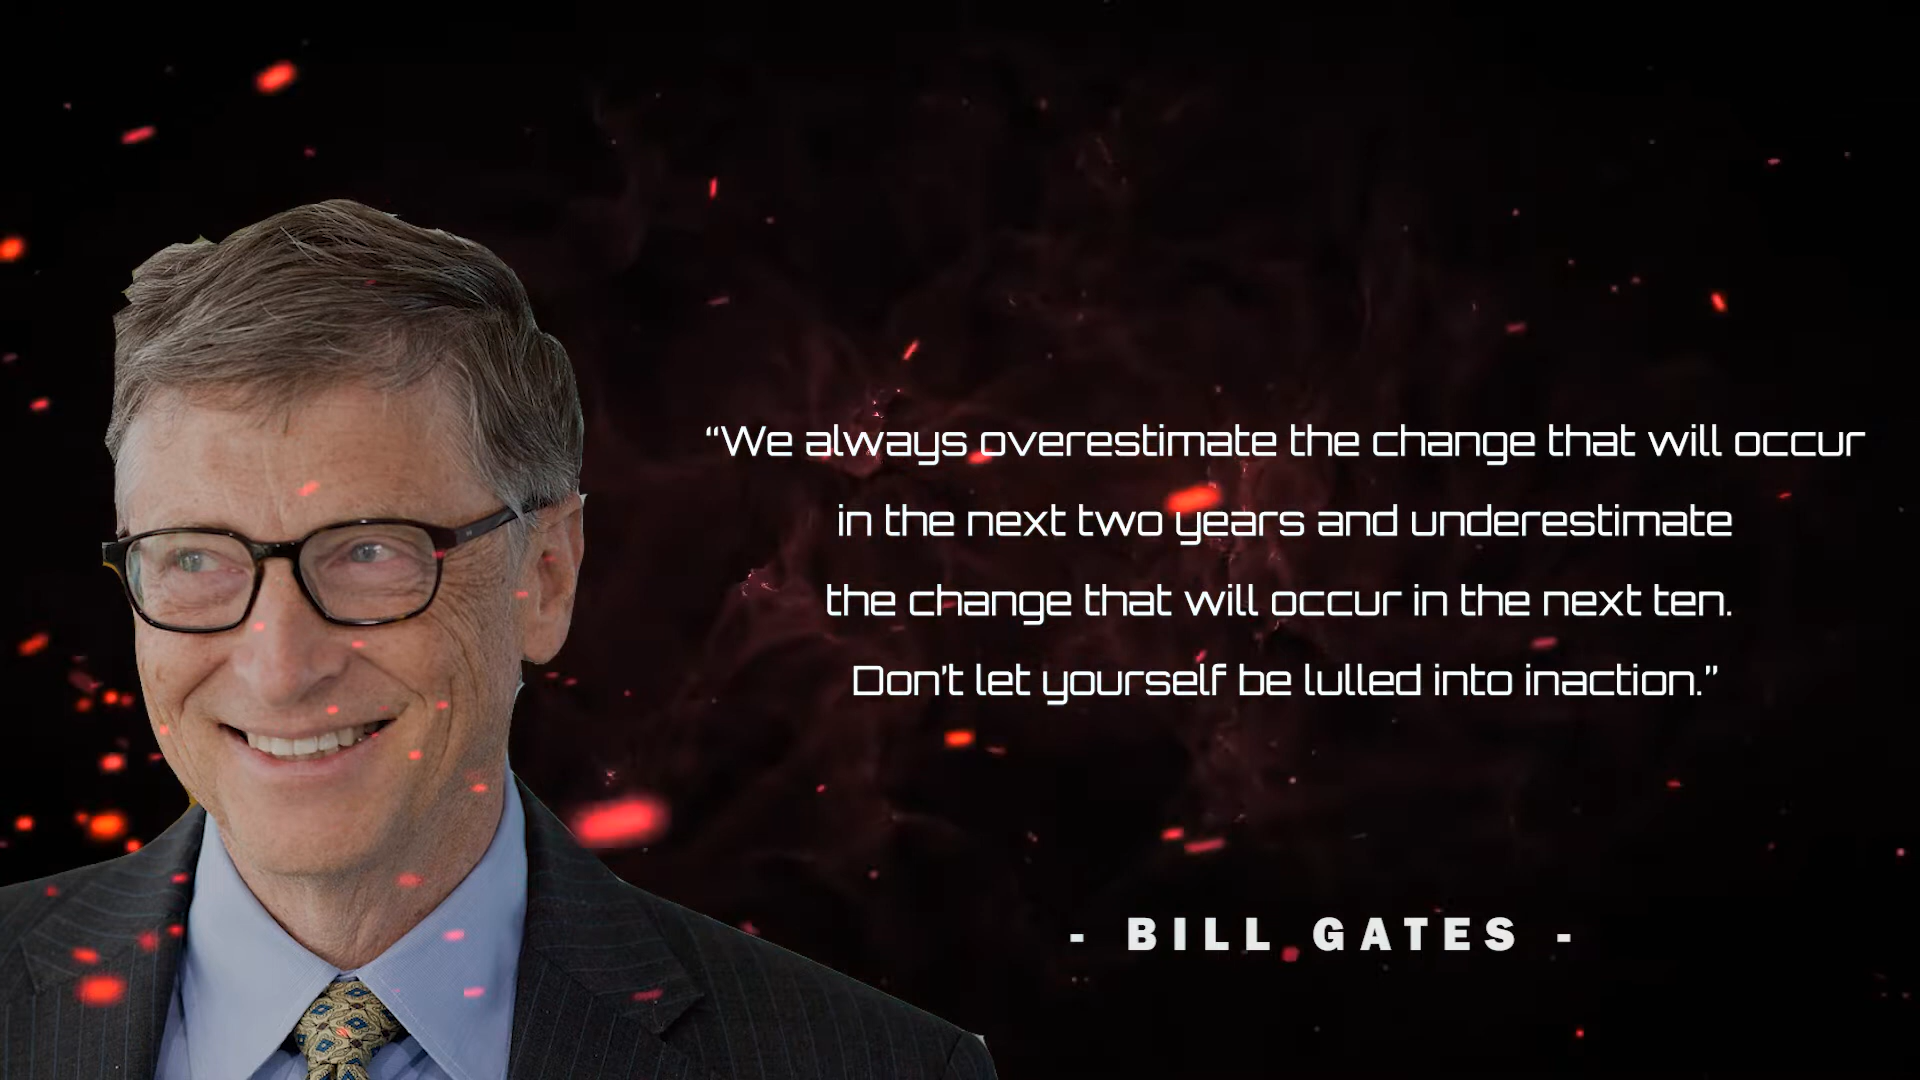 “We always overestimate the change that will occur
in the next two years and underestimate
the change that will occur in the next ten.
Don’t let yourself be lulled into inaction.”
- BILL GATES -